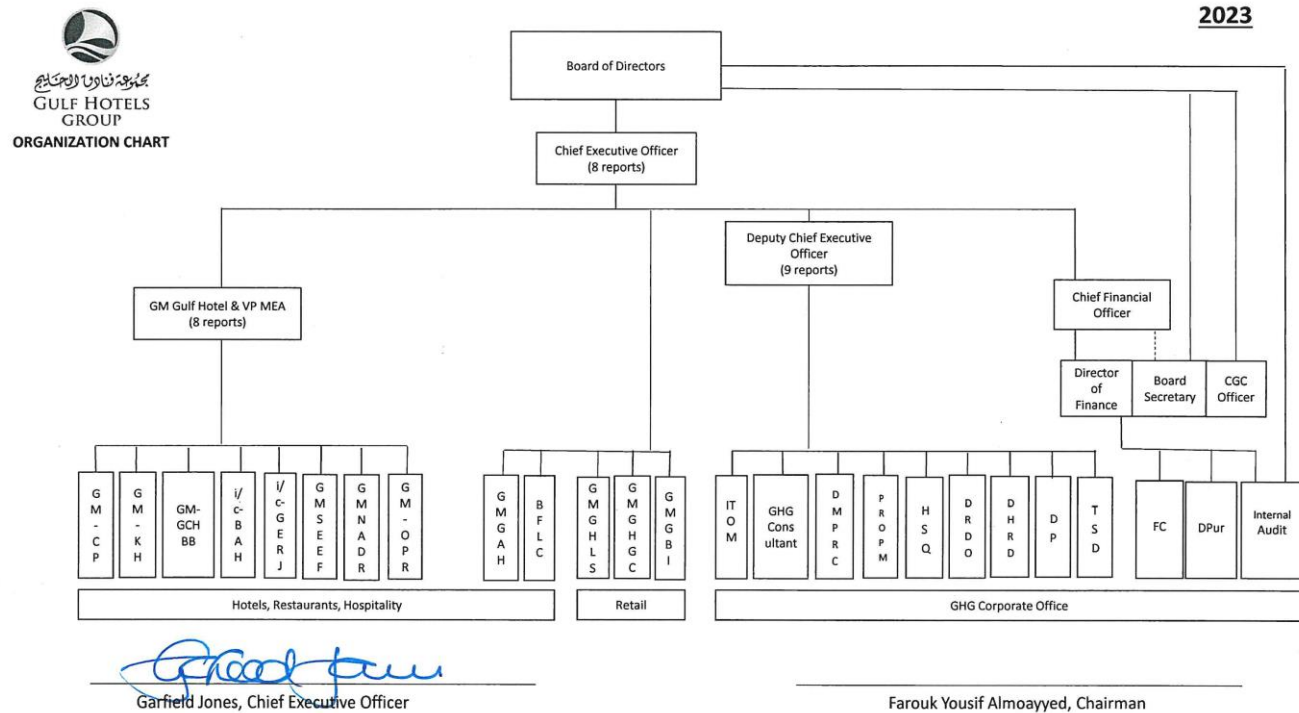 2023
مجموعة فنادق الخليج
GULF HOTELS
GROUP
ORGANIZATION CHART
Board of Directors
Chief Executive Officer
(8 reports)
Deputy Chief Executive
Officer
(9 reports)
GM Gulf Hotel & VP MEA
(8 reports)
Chief Financial
Officer
Director
of
Finance
Board
Secretary
CGC
Officer
GM-CP
GM-KH
GM-
GCH
BB
i/c-BAH
i/c-GERJ
GMSEEF
GMNADR
GM-OPR
GMGAH
BFLC
GMGHLS
GMGHGC
GMGBI
ITOM
GHG
Cons
ultant
DMPRC
PROPM
HSQ
DRDO
DHRD
DP
TSD
FC
DPur
Internal
Audit
Hotels, Restaurants, Hospitality
Retail
GHG Corporate Office
Garfield Jones, Chief Executive Officer
Farouk Yousif Almoayyed, Chairman